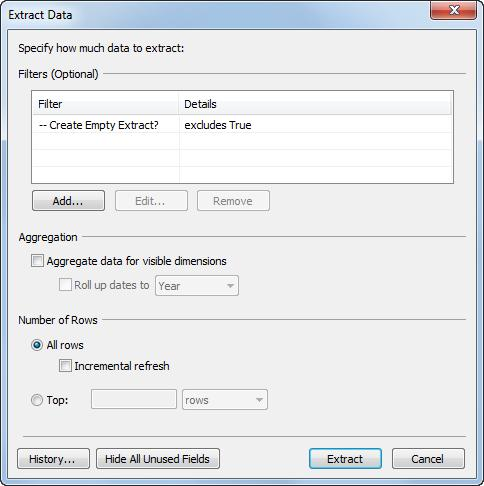 Extract Data
Specify how much data to extract:
Filters (Optional)
Filter Details
-- Create Empty Extract? excludes True
Add... Edit... Remove
Aggregation
Aggregate data for visible dimensions
Roll up dates to Year
Number of Rows
All rows
Incremental refresh
Top: rows
History... Hide All Unused Fields Extract Cancel